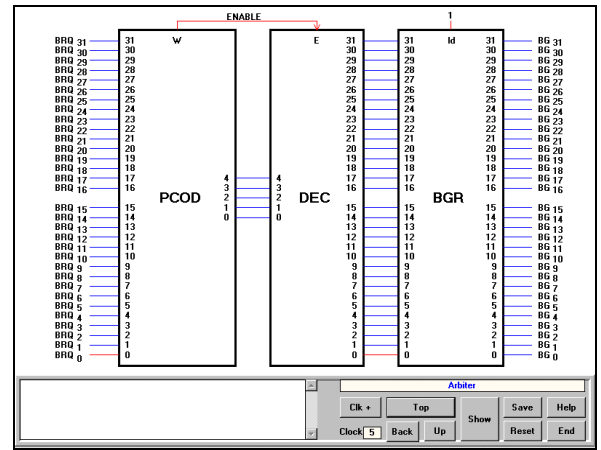 ENABLE 1
W E 31 ld 31
BRQ 31 31 31 31 BG 31
BRQ 30 30 30 30 30 BG 30
BRQ 29 29 29 29 29 BG 29
BRQ 28 28 28 28 28 BG 28
BRQ 27 27 27 27 27 BG 27
BRQ 26 26 26 26 26 BG 26
BRQ 25 25 25 25 25 BG 25
BRQ 24 24 24 24 24 BG 24
BRQ 23 23 23 23 23 BG 23
BRQ 22 22 22 22 22 BG 22
BRQ 21 21 21 21 21 BG 21
BRQ 20 20 20 20 20 BG 20
BRQ 19 19 19 19 19 BG 19
BRQ 18 18 18 18 18 BG 18
BRQ 17 17 4 4 17 17 17 BG 17
BRQ 16 16 3 3 16 16 16 BG 16
PCOD 2 2 DEC BGR
BRQ 15 15 1 1 15 15 15 BG 15
BRQ 14 14 0 0 14 14 14 BG 14
BRQ 13 13 13 13 13 BG 13
BRQ 12 12 12 12 12 BG 12
BRQ 11 11 11 11 11 BG 11
BRQ 10 10 10 10 10 BG 10
BRQ 9 9 9 9 9 BG 9
BRQ 8 8 8 8 8 BG 8
BRQ 7 7 7 7 7 BG 7
BRQ 6 6 6 6 6 BG 6
BRQ 5 5 5 5 5 BG 5
BRQ 4 4 4 4 4 BG 4
BRQ 3 3 3 3 3 BG 3
BRQ 2 2 2 2 2 BG 2
BRQ 1 1 1 1 1 BG 1
BRQ 0 0 0 0 0 BG 0
Arbiter
Clk + Top Show Save Help
Clock 5 Back Up Reset End